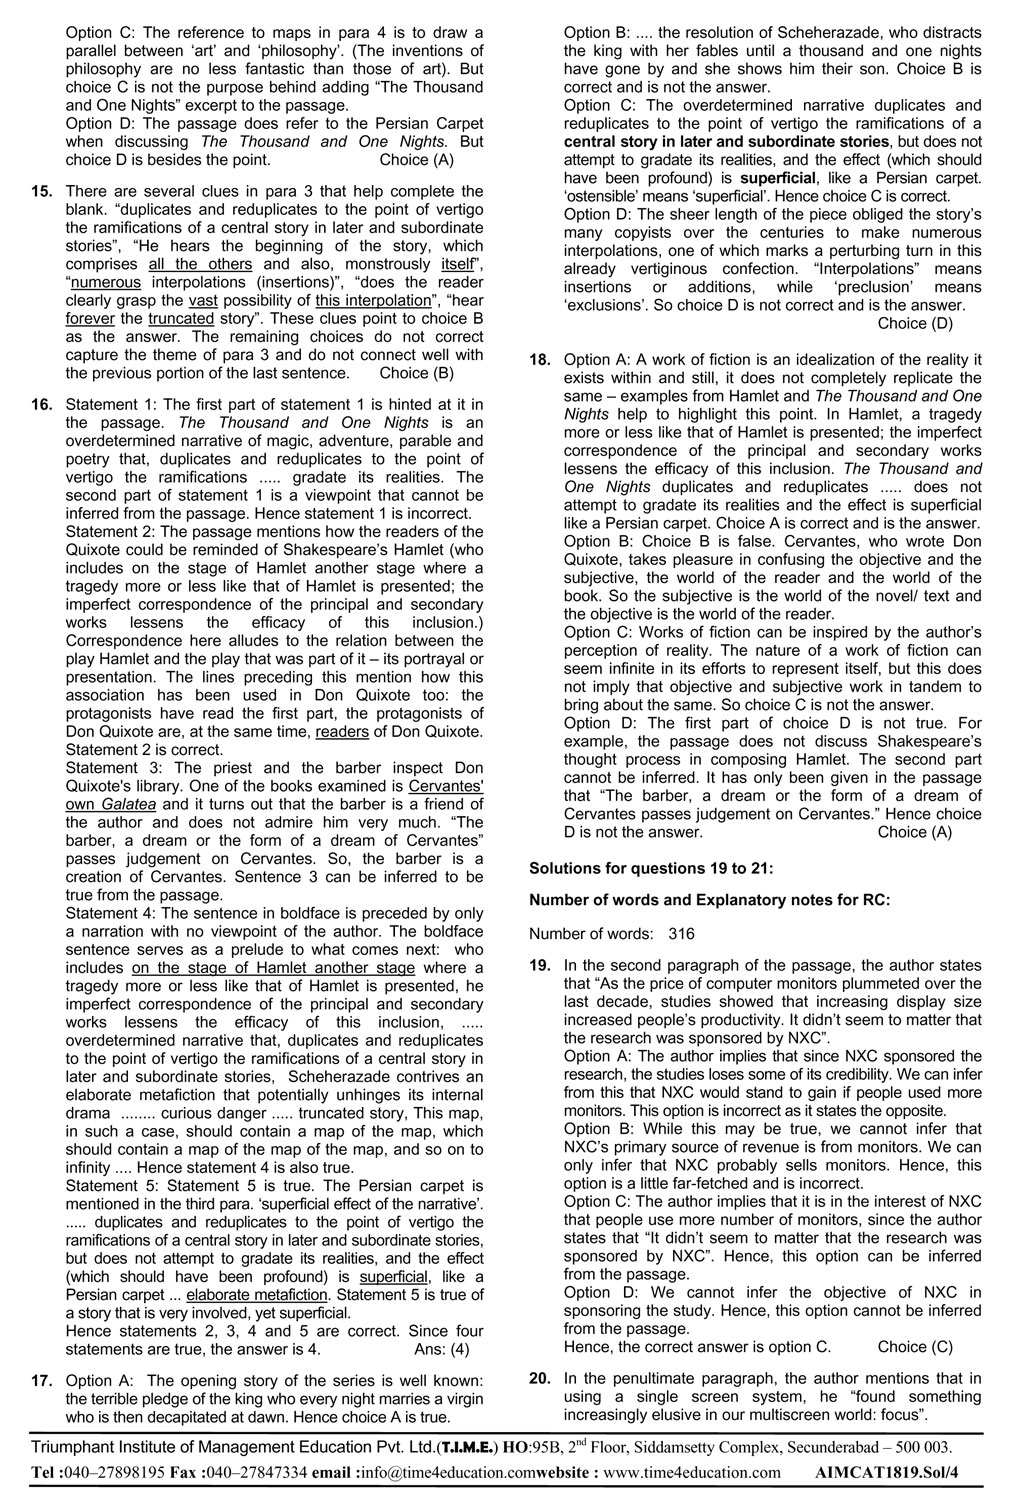 Option C: The reference to maps in para 4 is to draw a
parallel between ‘art’ and ‘philosophy’. (The inventions of
philosophy are no less fantastic than those of art). But
choice C is not the purpose behind adding “The Thousand
and One Nights” excerpt to the passage.
Option D: The passage does refer to the Persian Carpet
when discussing The Thousand and One Nights. But
choice D is besides the point. Choice (A)
15. There are several clues in para 3 that help complete the
blank. “duplicates and reduplicates to the point of vertigo
the ramifications of a central story in later and subordinate
stories”, “He hears the beginning of the story, which
comprises all the others and also, monstrously itself”,
“numerous interpolations (insertions)”, “does the reader
clearly grasp the vast possibility of this interpolation”, “hear
forever the truncated story”. These clues point to choice B
as the answer. The remaining choices do not correct
capture the theme of para 3 and do not connect well with
the previous portion of the last sentence. Choice (B)
16. Statement 1: The first part of statement 1 is hinted at it in
the passage. The Thousand and One Nights is an
overdetermined narrative of magic, adventure, parable and
poetry that, duplicates and reduplicates to the point of
vertigo the ramifications ..... gradate its realities. The
second part of statement 1 is a viewpoint that cannot be
inferred from the passage. Hence statement 1 is incorrect.
Statement 2: The passage mentions how the readers of the
Quixote could be reminded of Shakespeare’s Hamlet (who
includes on the stage of Hamlet another stage where a
tragedy more or less like that of Hamlet is presented; the
imperfect correspondence of the principal and secondary
works lessens the efficacy of this inclusion.)
Correspondence here alludes to the relation between the
play Hamlet and the play that was part of it – its portrayal or
presentation. The lines preceding this mention how this
association has been used in Don Quixote too: the
protagonists have read the first part, the protagonists of
Don Quixote are, at the same time, readers of Don Quixote.
Statement 2 is correct.
Statement 3: The priest and the barber inspect Don
Quixote's library. One of the books examined is Cervantes'
own Galatea and it turns out that the barber is a friend of
the author and does not admire him very much. “The
barber, a dream or the form of a dream of Cervantes”
passes judgement on Cervantes. So, the barber is a
creation of Cervantes. Sentence 3 can be inferred to be
true from the passage.
Statement 4: The sentence in boldface is preceded by only
a narration with no viewpoint of the author. The boldface
sentence serves as a prelude to what comes next: who
includes on the stage of Hamlet another stage where a
tragedy more or less like that of Hamlet is presented, he
imperfect correspondence of the principal and secondary
works lessens the efficacy of this inclusion, .....
overdetermined narrative that, duplicates and reduplicates
to the point of vertigo the ramifications of a central story in
later and subordinate stories, Scheherazade contrives an
elaborate metafiction that potentially unhinges its internal
drama ........ curious danger ..... truncated story, This map,
in such a case, should contain a map of the map, which
should contain a map of the map of the map, and so on to
infinity .... Hence statement 4 is also true.
Statement 5: Statement 5 is true. The Persian carpet is
mentioned in the third para. ‘superficial effect of the narrative’.
..... duplicates and reduplicates to the point of vertigo the
ramifications of a central story in later and subordinate stories,
but does not attempt to gradate its realities, and the effect
(which should have been profound) is superficial, like a
Persian carpet ... elaborate metafiction. Statement 5 is true of
a story that is very involved, yet superficial.
Hence statements 2, 3, 4 and 5 are correct. Since four
statements are true, the answer is 4. Ans: (4)
17. Option A: The opening story of the series is well known:
the terrible pledge of the king who every night marries a virgin
who is then decapitated at dawn. Hence choice A is true.
Option B: .... the resolution of Scheherazade, who distracts
the king with her fables until a thousand and one nights
have gone by and she shows him their son. Choice B is
correct and is not the answer.
Option C: The overdetermined narrative duplicates and
reduplicates to the point of vertigo the ramifications of a
central story in later and subordinate stories, but does not
attempt to gradate its realities, and the effect (which should
have been profound) is superficial, like a Persian carpet.
‘ostensible’ means ‘superficial’. Hence choice C is correct.
Option D: The sheer length of the piece obliged the story’s
many copyists over the centuries to make numerous
interpolations, one of which marks a perturbing turn in this
already vertiginous confection. “Interpolations” means
insertions or additions, while ‘preclusion’ means
‘exclusions’. So choice D is not correct and is the answer.
Choice (D)
18. Option A: A work of fiction is an idealization of the reality it
exists within and still, it does not completely replicate the
same – examples from Hamlet and The Thousand and One
Nights help to highlight this point. In Hamlet, a tragedy
more or less like that of Hamlet is presented; the imperfect
correspondence of the principal and secondary works
lessens the efficacy of this inclusion. The Thousand and
One Nights duplicates and reduplicates ..... does not
attempt to gradate its realities and the effect is superficial
like a Persian carpet. Choice A is correct and is the answer.
Option B: Choice B is false. Cervantes, who wrote Don
Quixote, takes pleasure in confusing the objective and the
subjective, the world of the reader and the world of the
book. So the subjective is the world of the novel/ text and
the objective is the world of the reader.
Option C: Works of fiction can be inspired by the author’s
perception of reality. The nature of a work of fiction can
seem infinite in its efforts to represent itself, but this does
not imply that objective and subjective work in tandem to
bring about the same. So choice C is not the answer.
Option D: The first part of choice D is not true. For
example, the passage does not discuss Shakespeare’s
thought process in composing Hamlet. The second part
cannot be inferred. It has only been given in the passage
that “The barber, a dream or the form of a dream of
Cervantes passes judgement on Cervantes.” Hence choice
D is not the answer. Choice (A)
Solutions for questions 19 to 21:
Number of words and Explanatory notes for RC:
Number of words: 316
19. In the second paragraph of the passage, the author states
that “As the price of computer monitors plummeted over the
last decade, studies showed that increasing display size
increased people’s productivity. It didn’t seem to matter that
the research was sponsored by NXC”.
Option A: The author implies that since NXC sponsored the
research, the studies loses some of its credibility. We can infer
from this that NXC would stand to gain if people used more
monitors. This option is incorrect as it states the opposite.
Option B: While this may be true, we cannot infer that
NXC’s primary source of revenue is from monitors. We can
only infer that NXC probably sells monitors. Hence, this
option is a little far-fetched and is incorrect.
Option C: The author implies that it is in the interest of NXC
that people use more number of monitors, since the author
states that “It didn’t seem to matter that the research was
sponsored by NXC”. Hence, this option can be inferred
from the passage.
Option D: We cannot infer the objective of NXC in
sponsoring the study. Hence, this option cannot be inferred
from the passage.
Hence, the correct answer is option C. Choice (C)
20. In the penultimate paragraph, the author mentions that in
using a single screen system, he “found something
increasingly elusive in our multiscreen world: focus”.
Triumphant Institute of Management Education Pvt. Ltd.(T.I.M.E.) HO:95B, 2nd Floor, Siddamsetty Complex, Secunderabad – 500 003.
Tel :040–27898195 Fax :040–27847334 email :info@time4education.comwebsite : www.time4education.com AIMCAT1819.Sol/4